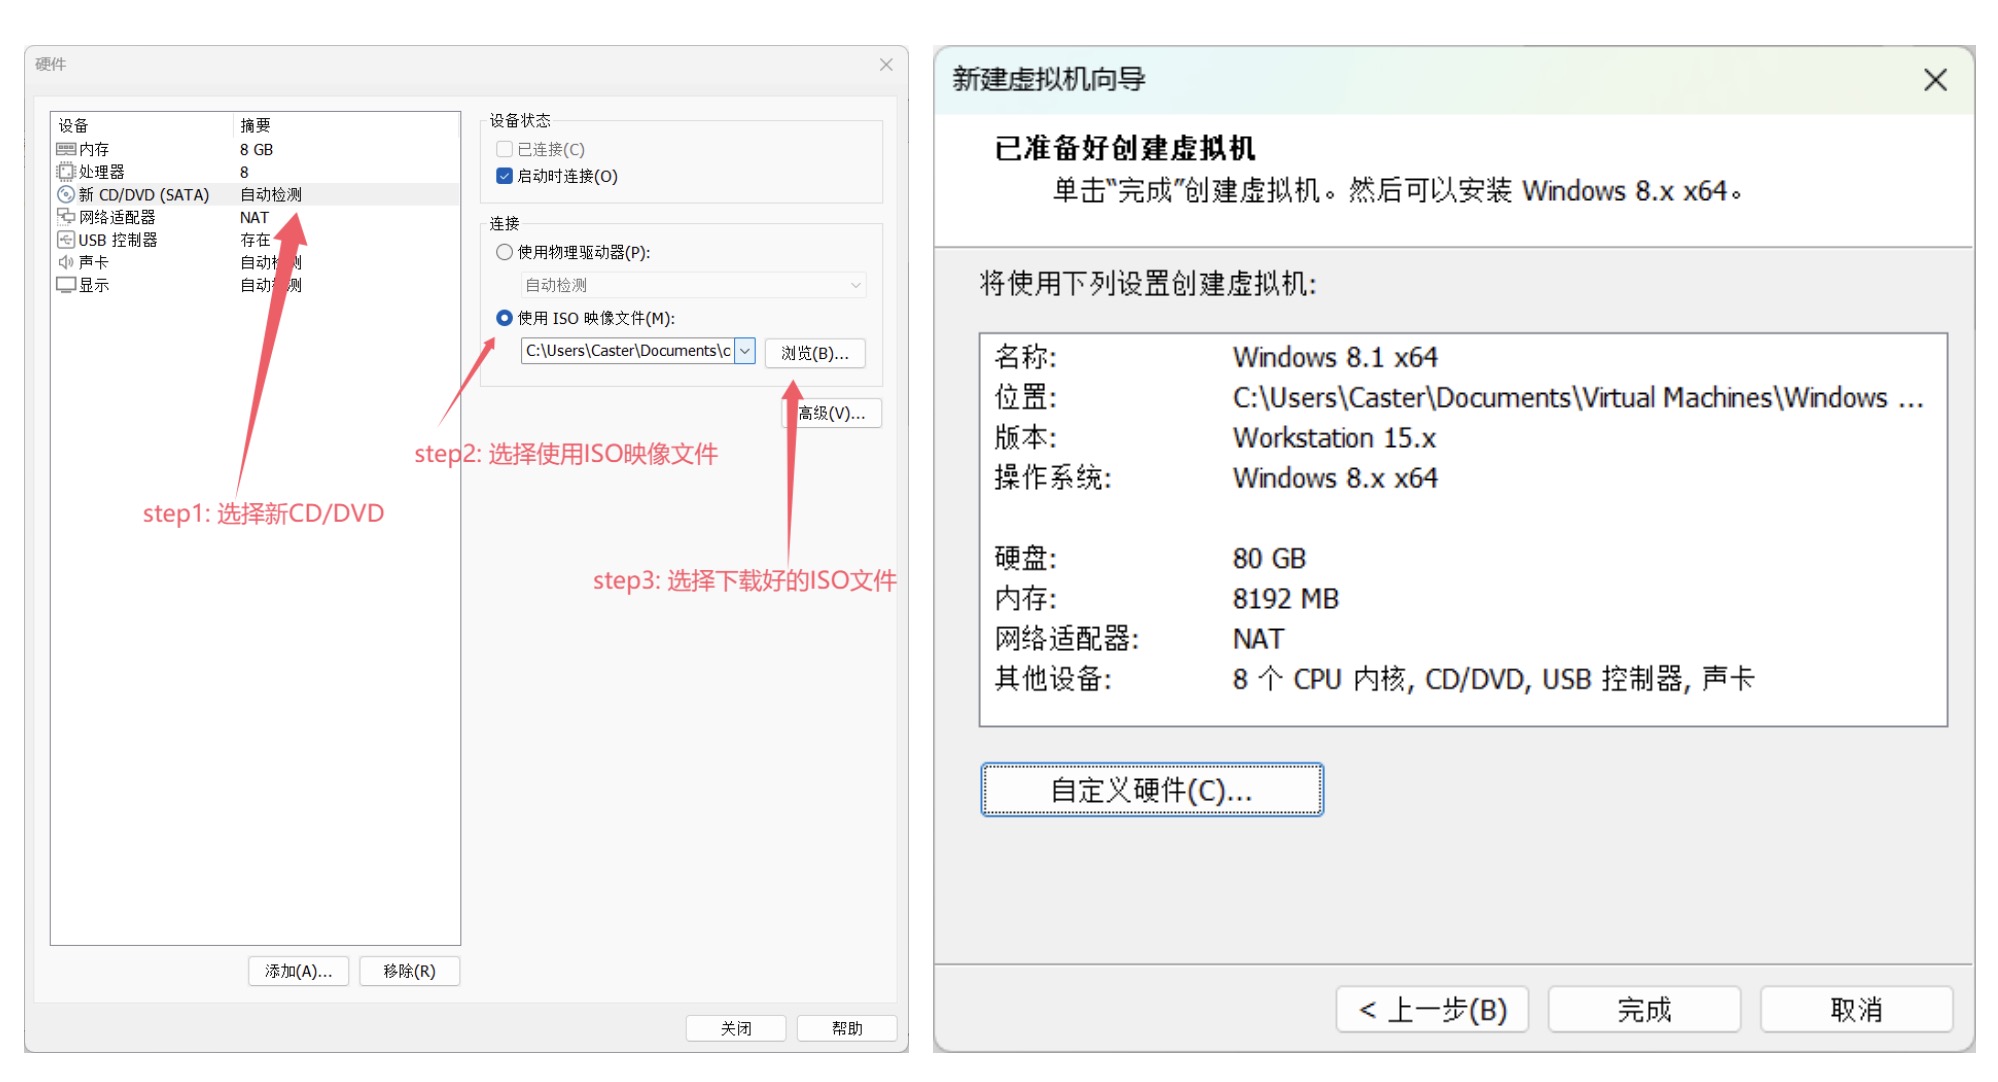 硬件
设备 摘要
内存 8 GB
处理器 8
新 CD/DVD (SATA) 自动检测
网络适配器 NAT
USB 控制器 存在
声卡 自动检测
显示 自动检测
step1: 选择新CD/DVD
添加(A)...
移除(R)
设备状态
已连接(C)
启动时连接(O)
连接
使用物理驱动器(P):
自动检测
使用 ISO 映像文件(M):
C:\Users\Caster\Documents\c
浏览(B)...
高级(V)...
step2: 选择使用ISO映像文件
step3: 选择下载好的ISO文件
关闭
帮助
新建虚拟机向导
已准备好创建虚拟机
单击“完成”创建虚拟机。然后可以安装 Windows 8.x x64。
将使用下列设置创建虚拟机:
名称: Windows 8.1 x64
位置: C:\Users\Caster\Documents\Virtual Machines\Windows ...
版本: Workstation 15.x
操作系统: Windows 8.x x64
硬盘: 80 GB
内存: 8192 MB
网络适配器: NAT
其他设备: 8 个 CPU 内核, CD/DVD, USB 控制器, 声卡
自定义硬件(C)...
< 上一步(B)
完成
取消